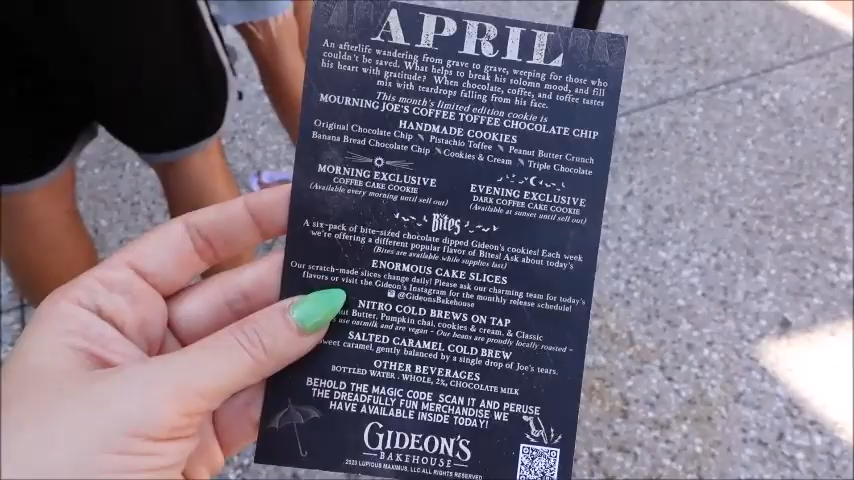 APRIL
An afterlife wandering from grave to grave, weeping for those who
couldn't be saved. What helps to break his solomn mood, and fill
his heart with gratitude? When chocolate, coffee, and toffee tastes
mix with teardrops falling from his face.
This month's limited edition cookie is
MOURNING JOE'S COFFEE TOFFEE CHOCOLATE CHIP
HANDMADE COOKIES
Original Chocolate Chip Pistachio Toffee Peanut Butter Crunch
Banana Bread Chocolate Chip Cookies & Cream Triple Chocolate
MORNING EXCLUSIVE
COFFEE CAKE COOKIE
(Available every morning until sell out)
EVENING EXCLUSIVE
DARK COFFEE CAKE COOKIE
(Available at sunset until sell out)
Bites
A six-pack of bite-sized chocolate dipped Gideon's cookies! Each week
we're offering a different popular flavor of Bites! Ask about today's
(Bites are available while supplies last)
ENORMOUS CAKE SLICES
Our scratch-made slices change daily! Please ask our charming team for today's
flavors or visit the Gideon's Instagram for the monthly release schedule!
@GideonsBakehouse
NITRO COLD BREWS ON TAP
Butter, Pumpkin chai, cookies & cream, & Classic
use oatmilk and are vegan - Our beans are proudly locally roasted -
SALTED CARAMEL COLD BREW
sweet caramel, gently balanced by a single drop of Joe's tears.
OTHER BEVERAGES
BOTTLED WATER . WHOLE, 2%, CHOCOLATE MILK
BEHOLD THE MAGIC CODE SCAN IT AND PERUSE
THE DREADFULLY FUN MERCHANDISE WE
HAVE AVAILABLE INSIDE TODAY!
GIDEON'S
BAKEHOUSE
2023 LUPIOUS MAXIMUS, LLC ALL RIGHTS RESERVED